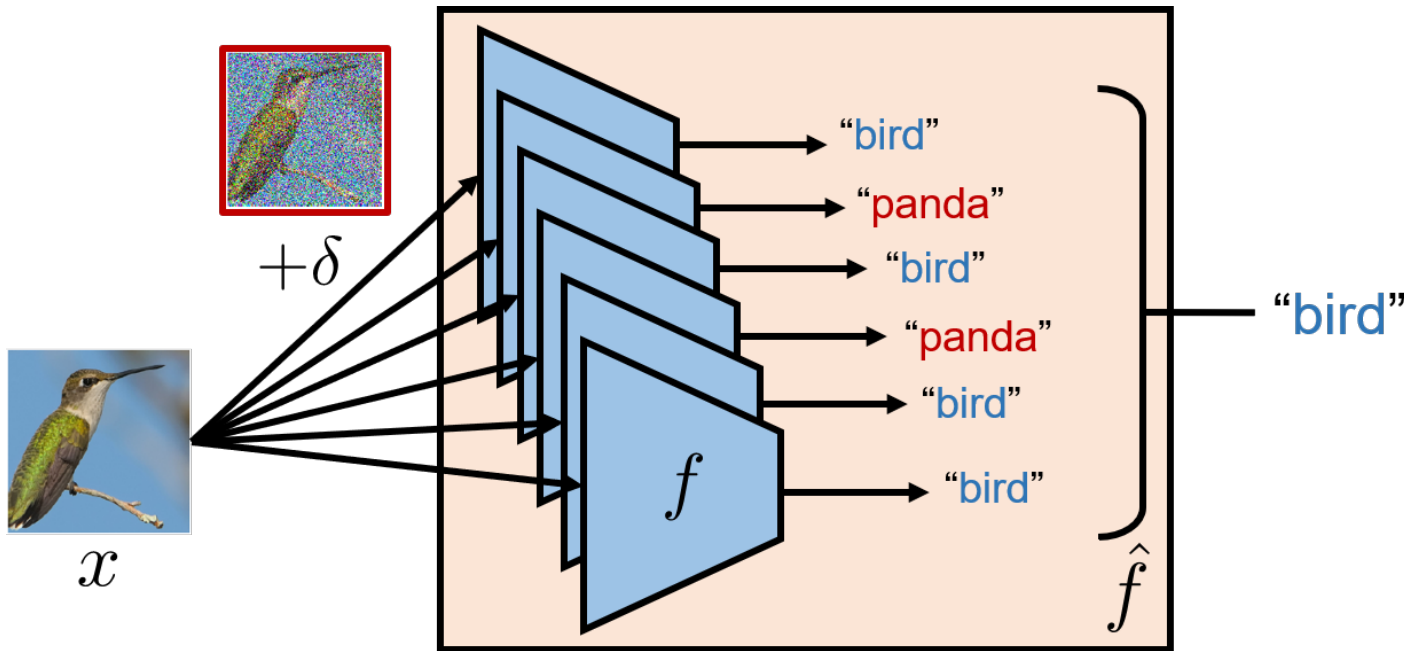 +δ
x
f
“bird”
“panda”
“bird”
“panda”
“bird”
“bird”
f̂
“bird”